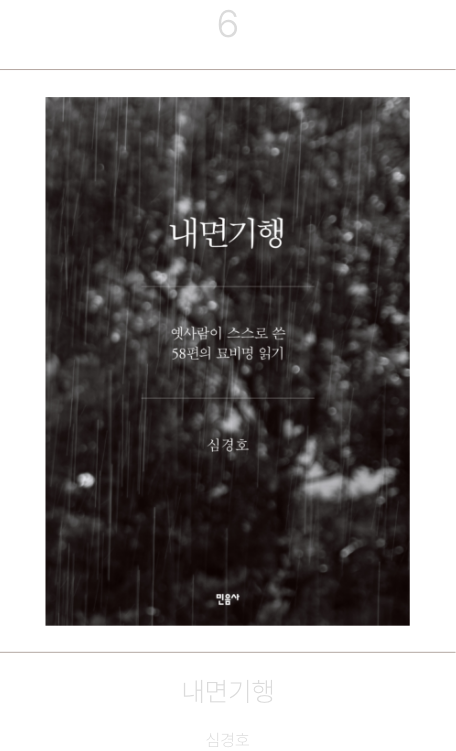 6
내면기행
옛사람이 스스로 쓴
58편의 묘비명 읽기
심경호
민음사
내면기행
심경호